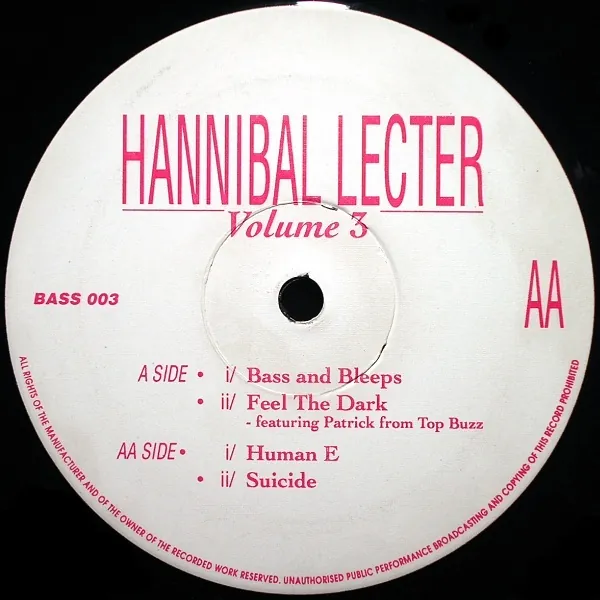 HANNIBAL LECTER
Volume 3
BASS 003
AA
A SIDE • i/ Bass and Bleeps
• ii/ Feel The Dark
- featuring Patrick from Top Buzz
AA SIDE • i/ Human E
• ii/ Suicide
ALL RIGHTS OF THE MANUFACTURER AND OF THE OWNER OF THE RECORDED WORK RESERVED. UNAUTHORISED PUBLIC PERFORMANCE BROADCASTING AND COPYING OF THIS RECORD PROHIBITED